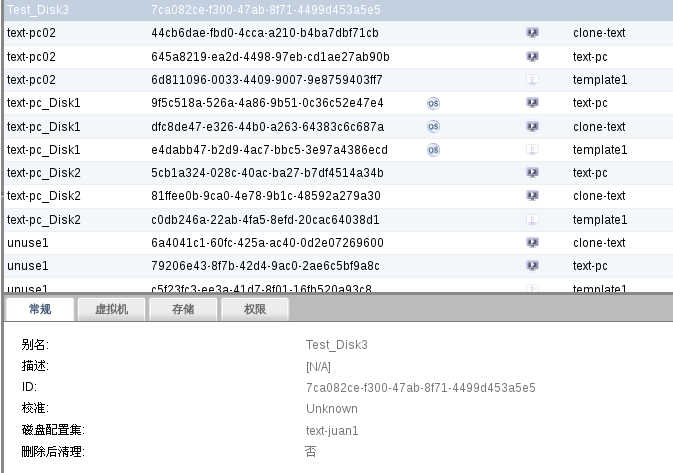 Test_Disk3 7ca082ce-f300-47ab-8f71-4499d453a5e5
text-pc02 44cb6dae-fbd0-4cca-a210-b4ba7dbf71cb clone-text
text-pc02 645a8219-ea2d-4498-97eb-cd1ae27ab90b text-pc
text-pc02 6d811096-0033-4409-9007-9e8759403ff7 template1
text-pc_Disk1 9f5c518a-526a-4a86-9b51-0c36c52e47e4 OS text-pc
text-pc_Disk1 dfc8de47-e326-44b0-a263-64383c6c687a OS clone-text
text-pc_Disk1 e4dabb47-b2d9-4ac7-bbc5-3e97a4386ecd OS template1
text-pc_Disk2 5cb1a324-028c-40ac-ba27-b7df4514a34b text-pc
text-pc_Disk2 81ffee0b-9ca0-4e78-9b1c-48592a279a30 clone-text
text-pc_Disk2 c0db246a-22ab-4fa5-8efd-20cac64038d1 template1
unuse1 6a4041c1-60fc-425a-ac40-0d2e07269600 clone-text
unuse1 79206e43-8f7b-42d4-9ac0-2ae6c5bf9a8c text-pc
unuse1 c5f23fc3-ee3a-41d7-8f01-16fb520a93c8 template1
常规 虚拟机 存储 权限
别名: Test_Disk3
描述: [N/A]
ID: 7ca082ce-f300-47ab-8f71-4499d453a5e5
校准: Unknown
磁盘配置集: text-juan1
删除后清理: 否